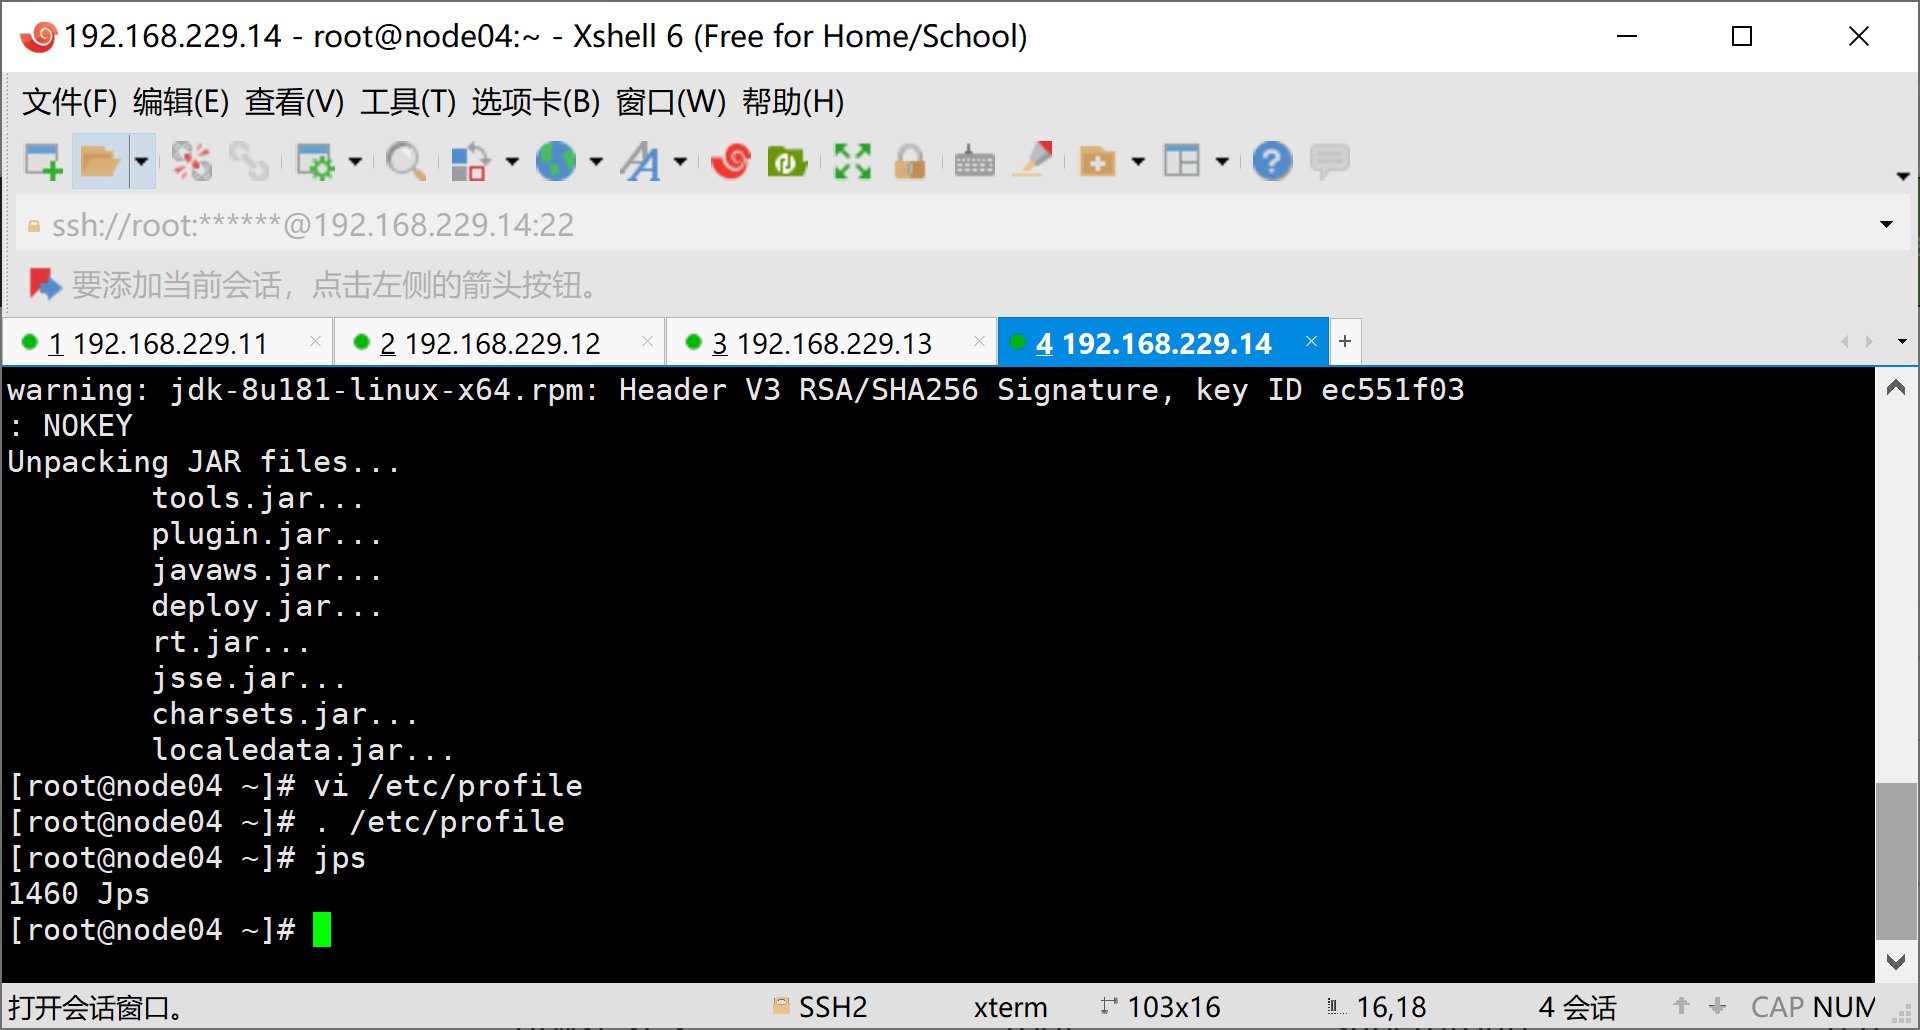 192.168.229.14 - root@node04:~ - Xshell 6 (Free for Home/School)
文件(F) 编辑(E) 查看(V) 工具(T) 选项卡(B) 窗口(W) 帮助(H)
ssh://root:******@192.168.229.14:22
要添加当前会话，点击左侧的箭头按钮。
1 192.168.229.11 2 192.168.229.12 3 192.168.229.13 4 192.168.229.14 +
warning: jdk-8u181-linux-x64.rpm: Header V3 RSA/SHA256 Signature, key ID ec551f03
: NOKEY
Unpacking JAR files...
tools.jar...
plugin.jar...
javaws.jar...
deploy.jar...
rt.jar...
jsse.jar...
charsets.jar...
localedata.jar...
[root@node04 ~]# vi /etc/profile
[root@node04 ~]# . /etc/profile
[root@node04 ~]# jps
1460 Jps
[root@node04 ~]#
打开会话窗口。 SSH2 xterm 103x16 16,18 4 会话 CAP NUM